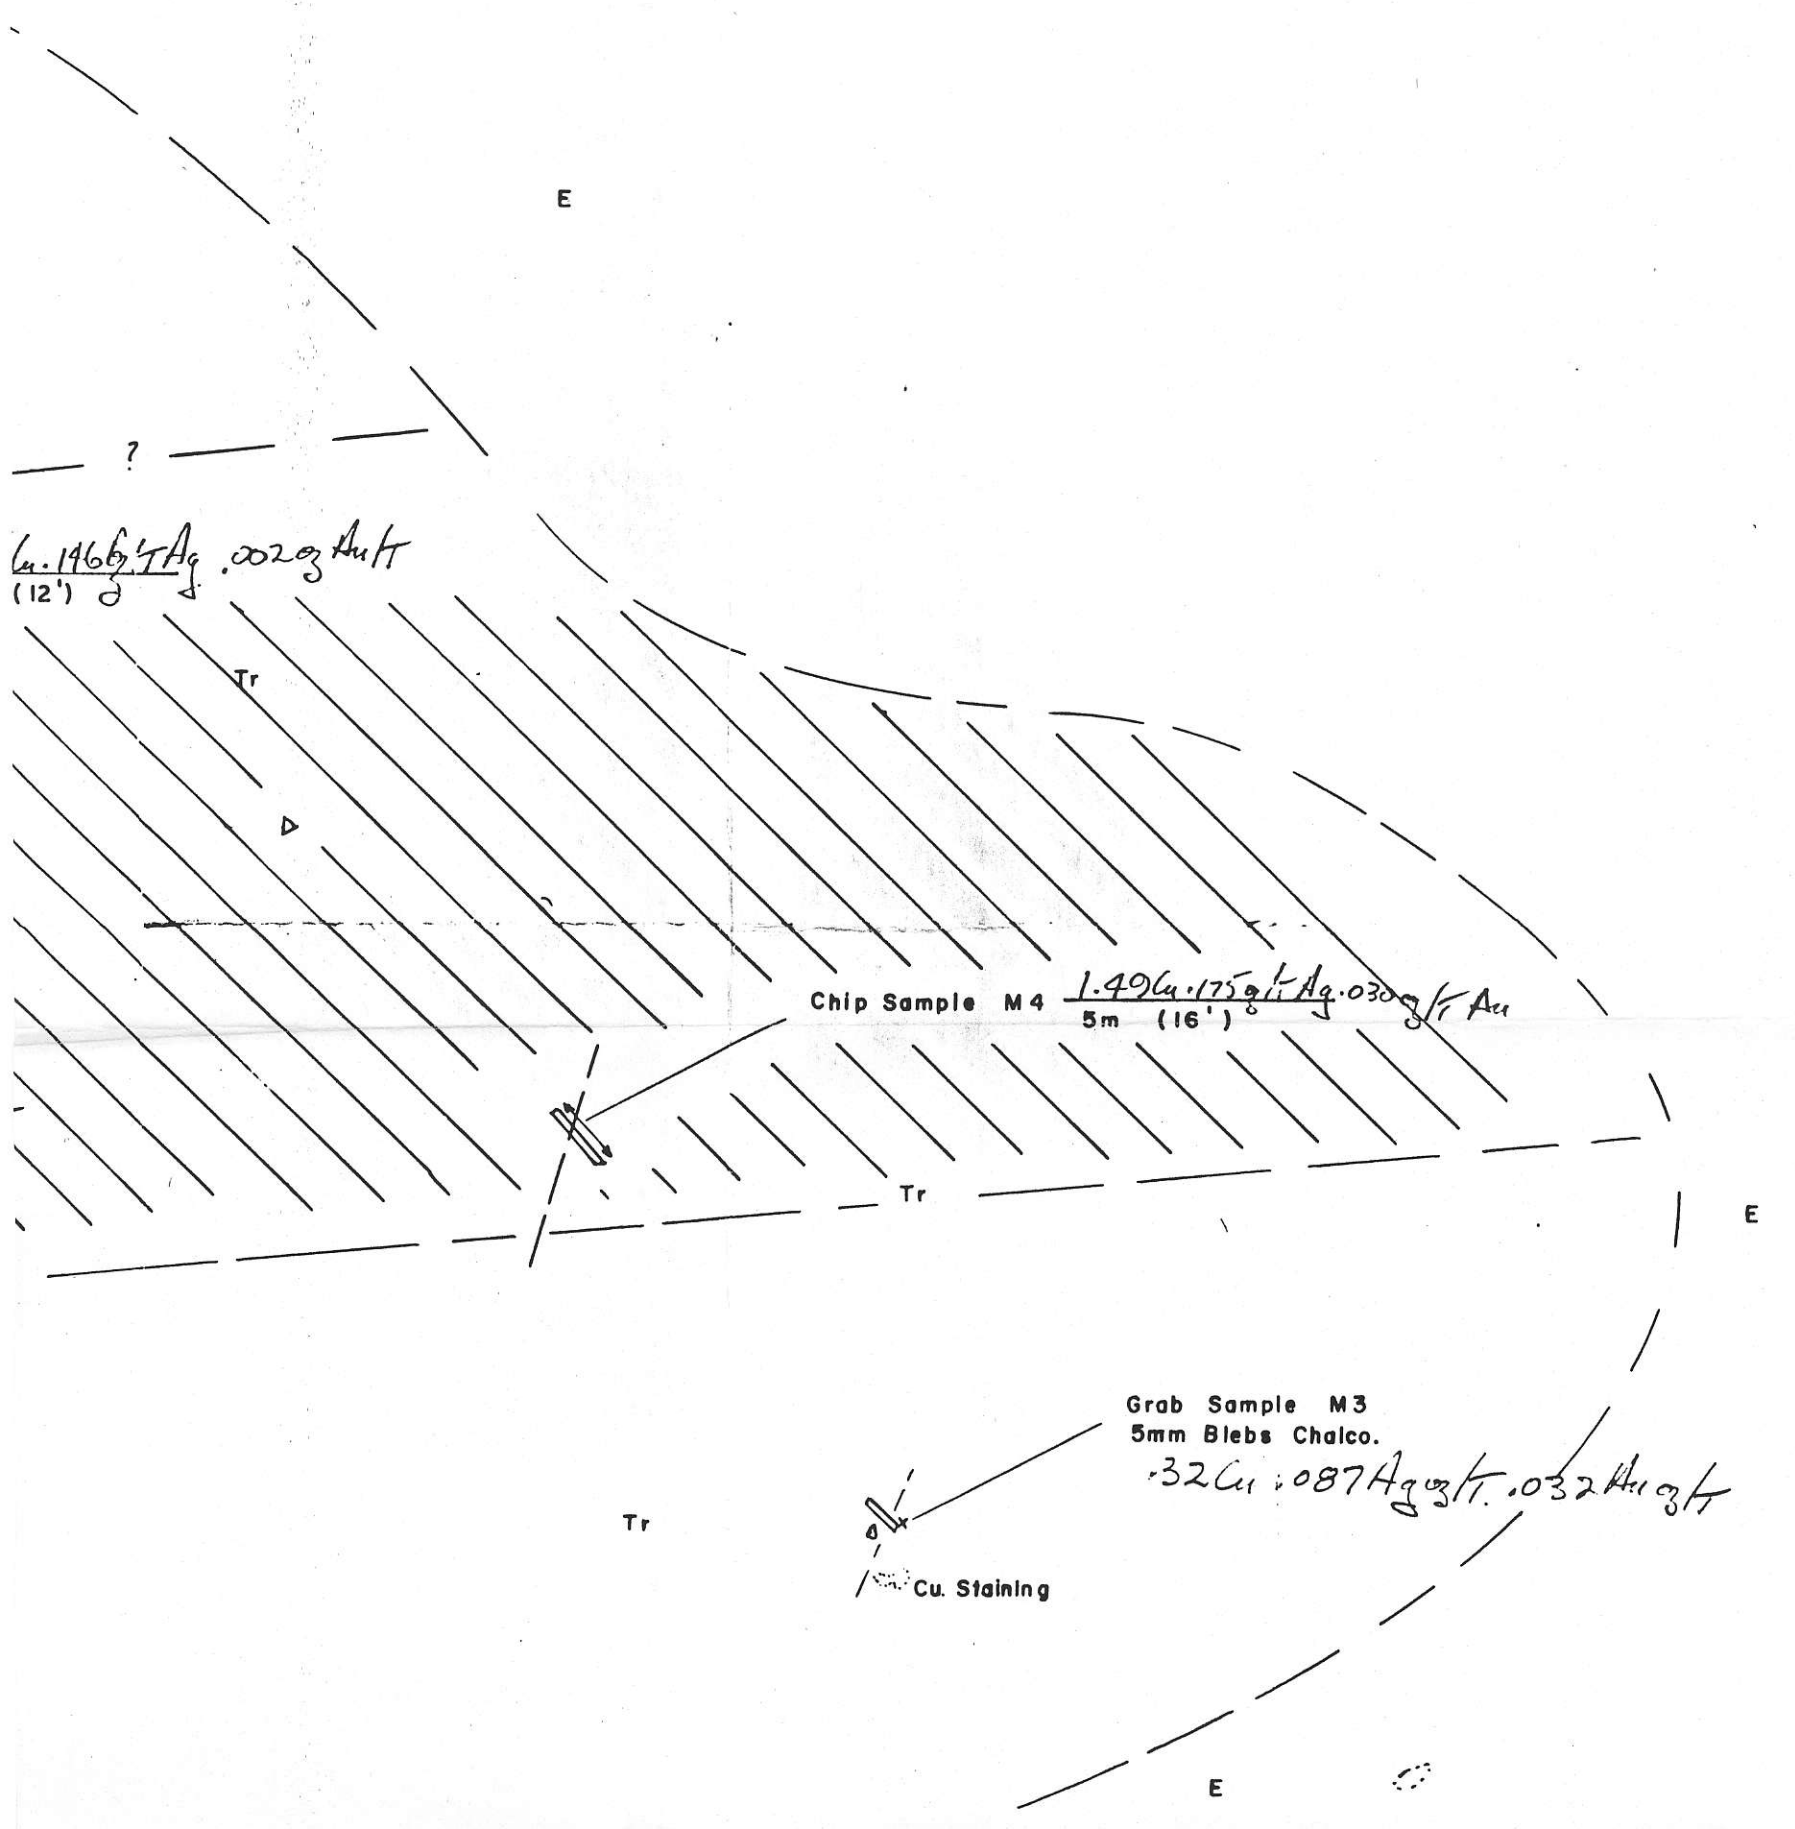 E
?
Cu .146 oz/T Ag .002 oz Au/T
(12')
Tr
Chip Sample M4 1.49 Cu .175 oz/T Ag .030 oz/T Au
5m (16')
Tr
E
Grab Sample M3
5mm Blebs Chalco.
.32 Cu .087 Ag oz/T .032 Au oz/T
Tr
Cu. Staining
E